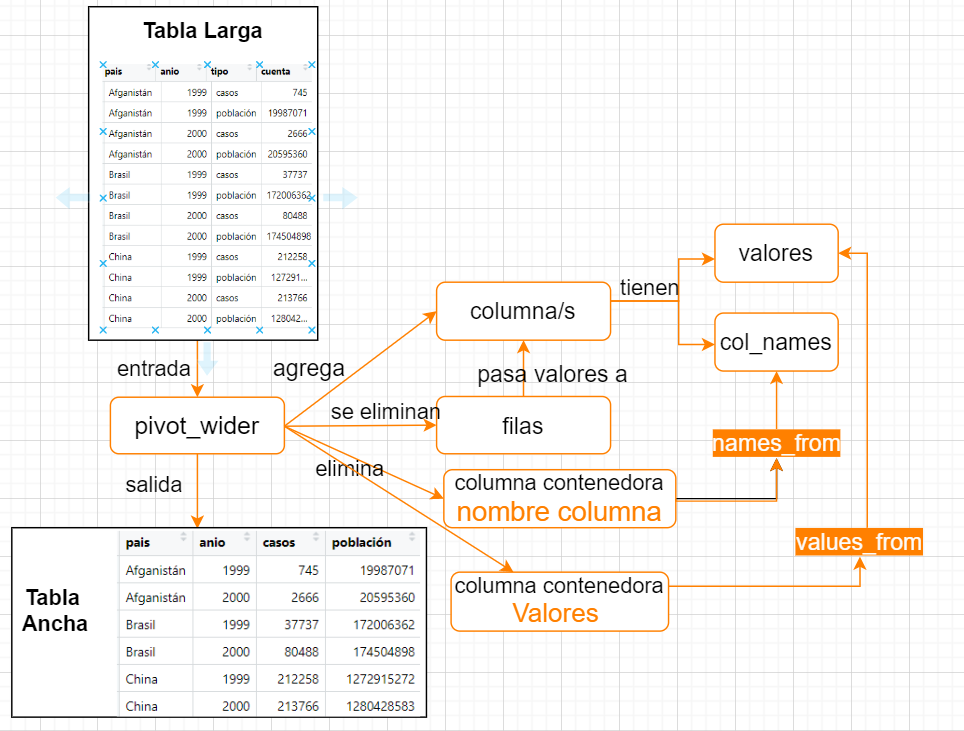 Tabla Larga
pais anio tipo cuenta
Afganistán 1999 casos 745
Afganistán 1999 población 19987071
Afganistán 2000 casos 2666
Afganistán 2000 población 20595360
Brasil 1999 casos 37737
Brasil 1999 población 172006362
Brasil 2000 casos 80488
Brasil 2000 población 174504898
China 1999 casos 212258
China 1999 población 127291...
China 2000 casos 213766
China 2000 población 128042...
entrada
pivot_wider
salida
agrega
se eliminan
elimina
columna/s
pasa valores a
filas
tienen
valores
col_names
names_from
columna contenedora
nombre columna
values_from
columna contenedora
Valores
Tabla
Ancha
pais anio casos población
Afganistán 1999 745 19987071
Afganistán 2000 2666 20595360
Brasil 1999 37737 172006362
Brasil 2000 80488 174504898
China 1999 212258 1272915272
China 2000 213766 1280428583